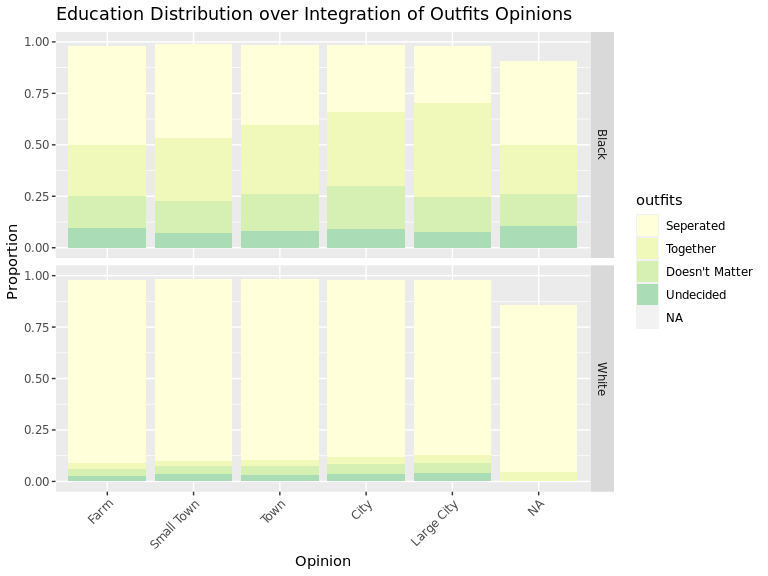 Education Distribution over Integration of Outfits Opinions
Proportion
1.00
0.75
0.50
0.25
0.00
Black
1.00
0.75
0.50
0.25
0.00
White
Farm
Small Town
Town
City
Large City
NA
Opinion
outfits
Seperated
Together
Doesn't Matter
Undecided
NA